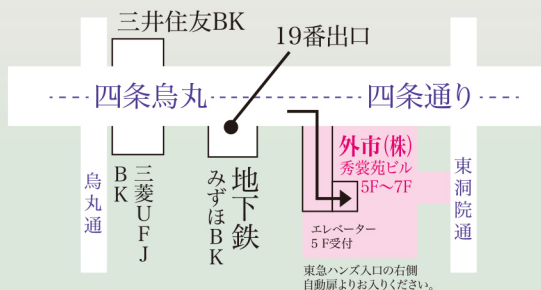 三井住友BK
19番出口
四条烏丸
四条通り
外市(株)
秀裳苑ビル
5F〜7F
烏丸通
三菱UFJ
BK
地下鉄
みずほBK
東洞院通
エレベーター
5F受付
東急ハンズ入口の右側
自動扉よりお入りください。